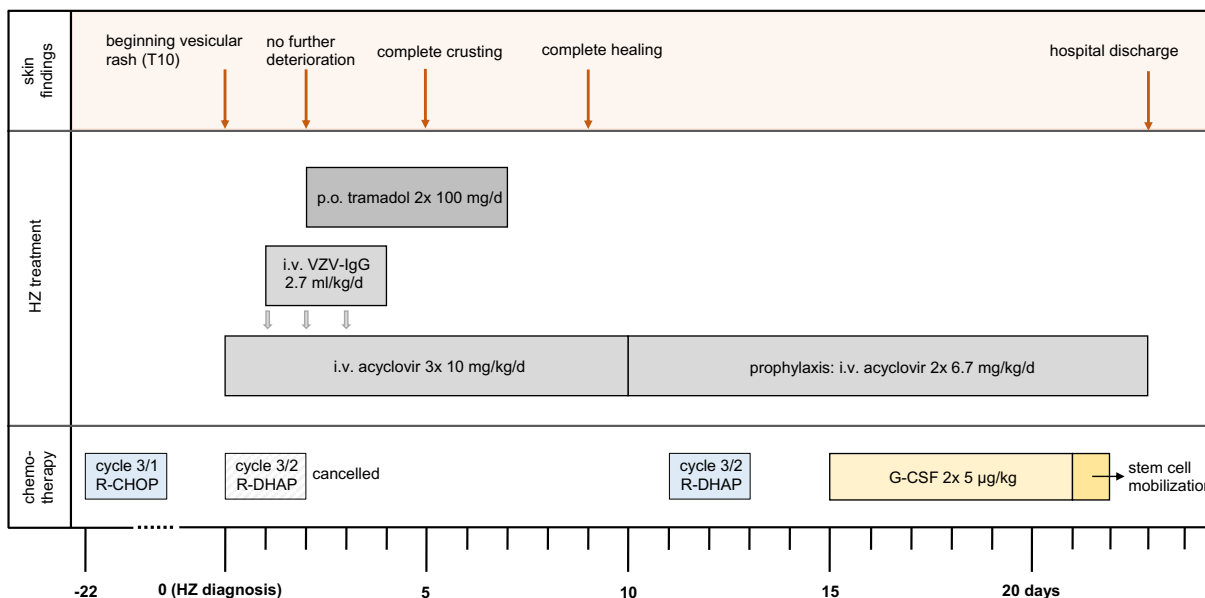 skin
findings
beginning vesicular
rash (T10)
no further
deterioration
complete crusting
complete healing
hospital discharge
HZ treatment
p.o. tramadol 2x 100 mg/d
i.v. VZV-IgG
2.7 ml/kg/d
i.v. acyclovir 3x 10 mg/kg/d
prophylaxis: i.v. acyclovir 2x 6.7 mg/kg/d
chemo-
therapy
cycle 3/1
R-CHOP
cycle 3/2
R-DHAP
cancelled
cycle 3/2
R-DHAP
G-CSF 2x 5 µg/kg
stem cell
mobilization
-22
0 (HZ diagnosis)
5
10
15
20 days